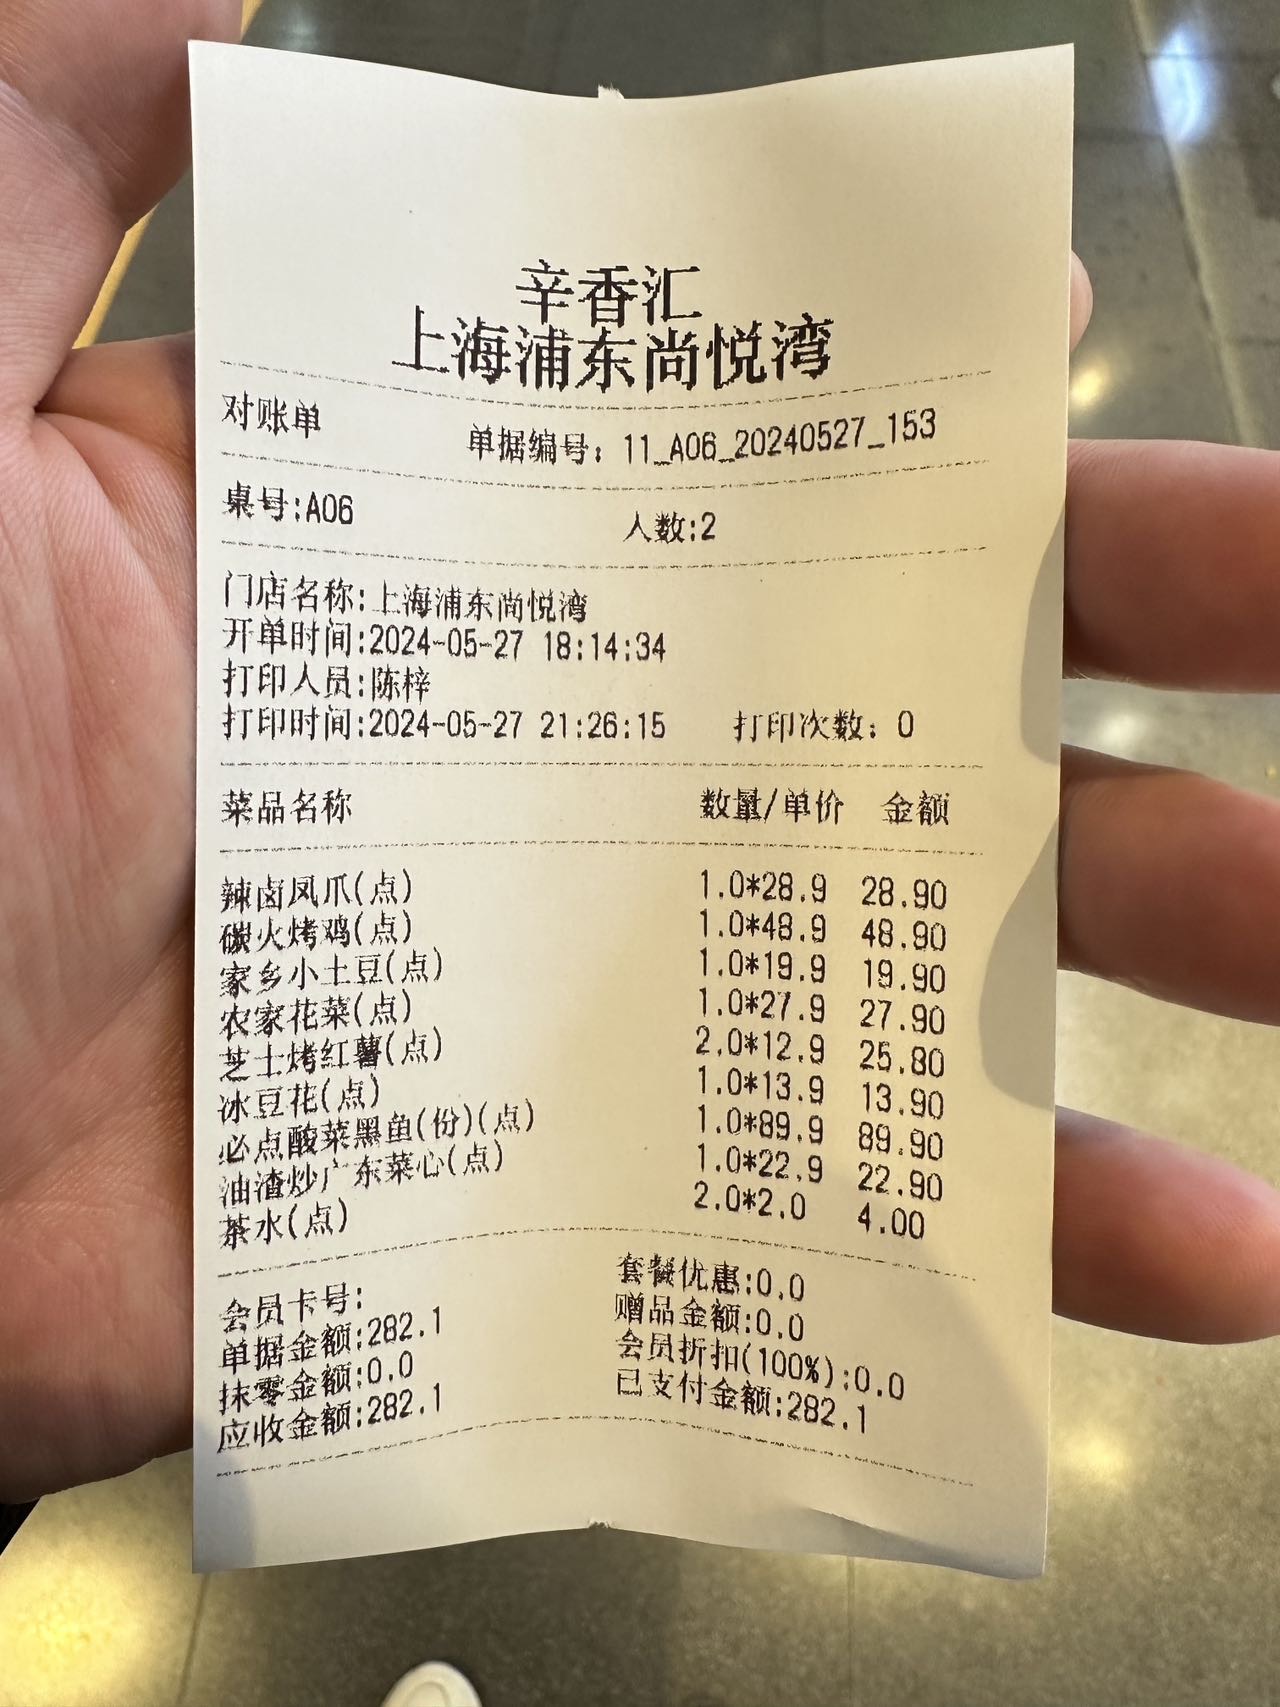 辛香汇
上海浦东尚悦湾
对账单 单据编号: 11_A06_20240527_153
桌号:A06 人数:2
门店名称:上海浦东尚悦湾
开单时间:2024-05-27 18:14:34
打印人员:陈梓
打印时间:2024-05-27 21:26:15 打印次数: 0
菜品名称 数量/单价 金额
辣卤凤爪(点) 1.0*28.9 28.90
碳火烤鸡(点) 1.0*48.9 48.90
家乡小土豆(点) 1.0*19.9 19.90
农家花菜(点) 1.0*27.9 27.90
芝士烤红薯(点) 2.0*12.9 25.80
冰豆花(点) 1.0*13.9 13.90
必点酸菜黑鱼(份)(点) 1.0*89.9 89.90
油渣炒广东菜心(点) 1.0*22.9 22.90
茶水(点) 2.0*2.0 4.00
会员卡号: 套餐优惠:0.0
单据金额:282.1 赠品金额:0.0
抹零金额:0.0 会员折扣(100%):0.0
应收金额:282.1 已支付金额:282.1